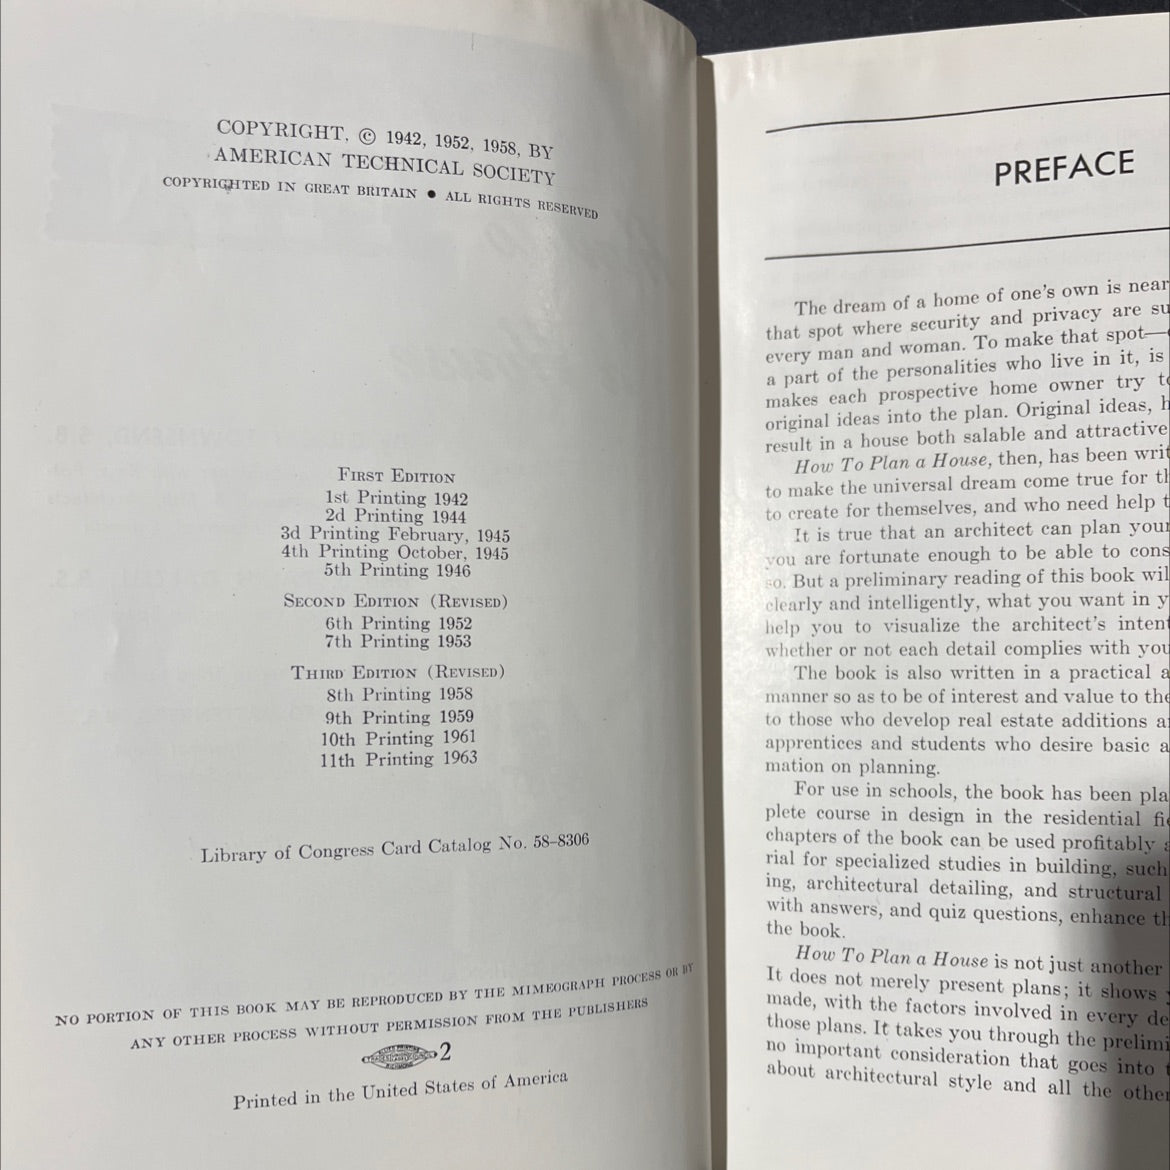 COPYRIGHT, © 1942, 1952, 1958, BY
AMERICAN TECHNICAL SOCIETY
COPYRIGHTED IN GREAT BRITAIN ● ALL RIGHTS RESERVED
FIRST EDITION
1st Printing 1942
2d Printing 1944
3d Printing February, 1945
4th Printing October, 1945
5th Printing 1946
SECOND EDITION (REVISED)
6th Printing 1952
7th Printing 1953
THIRD EDITION (REVISED)
8th Printing 1958
9th Printing 1959
10th Printing 1961
11th Printing 1963
Library of Congress Card Catalog No. 58–8306
NO PORTION OF THIS BOOK MAY BE REPRODUCED BY THE MIMEOGRAPH PROCESS OR BY
ANY OTHER PROCESS WITHOUT PERMISSION FROM THE PUBLISHERS
2
Printed in the United States of America
PREFACE
The dream of a home of one's own is near
that spot where security and privacy are su
every man and woman. To make that spot—
a part of the personalities who live in it, is
makes each prospective home owner try to
original ideas into the plan. Original ideas, h
result in a house both salable and attractive
How To Plan a House, then, has been writ
to make the universal dream come true for th
to create for themselves, and who need help t
It is true that an architect can plan your
you are fortunate enough to be able to cons
so. But a preliminary reading of this book wil
clearly and intelligently, what you want in y
help you to visualize the architect's intent
whether or not each detail complies with you
The book is also written in a practical a
manner so as to be of interest and value to the
to those who develop real estate additions a
apprentices and students who desire basic a
mation on planning.
For use in schools, the book has been pla
plete course in design in the residential fie
chapters of the book can be used profitably a
rial for specialized studies in building, such
ing, architectural detailing, and structural
with answers, and quiz questions, enhance th
the book.
How To Plan a House is not just another
It does not merely present plans; it shows y
made, with the factors involved in every de
those plans. It takes you through the prelimi
no important consideration that goes into t
about architectural style and all the other